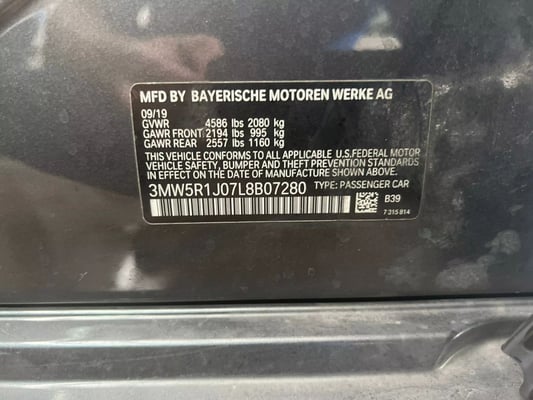 MFD BY BAYERISCHE MOTOREN WERKE AG
09/19
GVWR 4586 lbs 2080 kg
GAWR FRONT 2194 lbs 995 kg
GAWR REAR 2557 lbs 1160 kg
THIS VEHICLE CONFORMS TO ALL APPLICABLE U.S. FEDERAL MOTOR
VEHICLE SAFETY, BUMPER AND THEFT PREVENTION STANDARDS
IN EFFECT ON THE DATE OF MANUFACTURE SHOWN ABOVE.
3MW5R1J07L8B07280 TYPE: PASSENGER CAR
B39
7 315 814